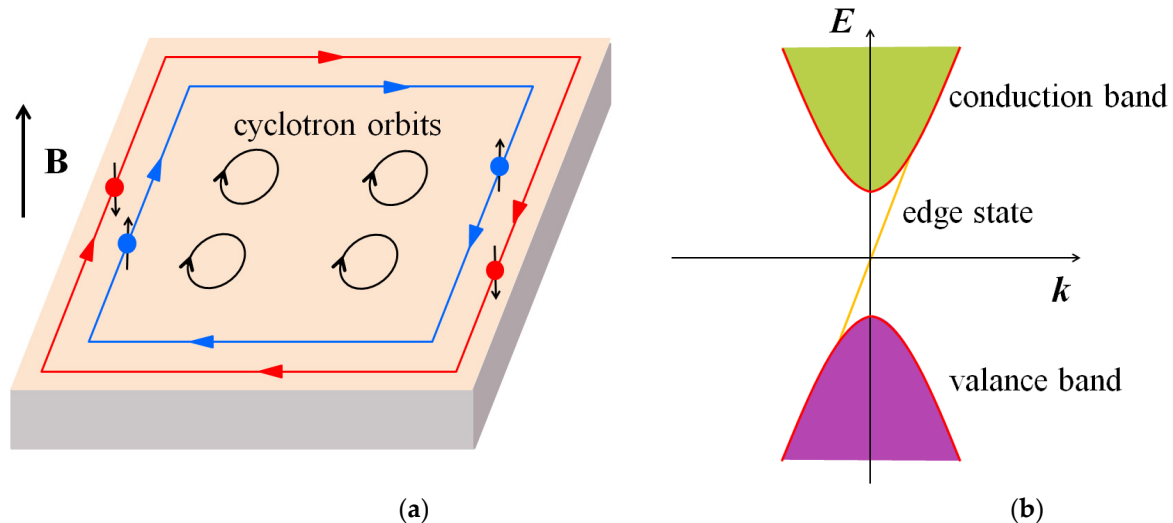 B
cyclotron orbits
(a)
E
conduction band
edge state
k
valance band
(b)